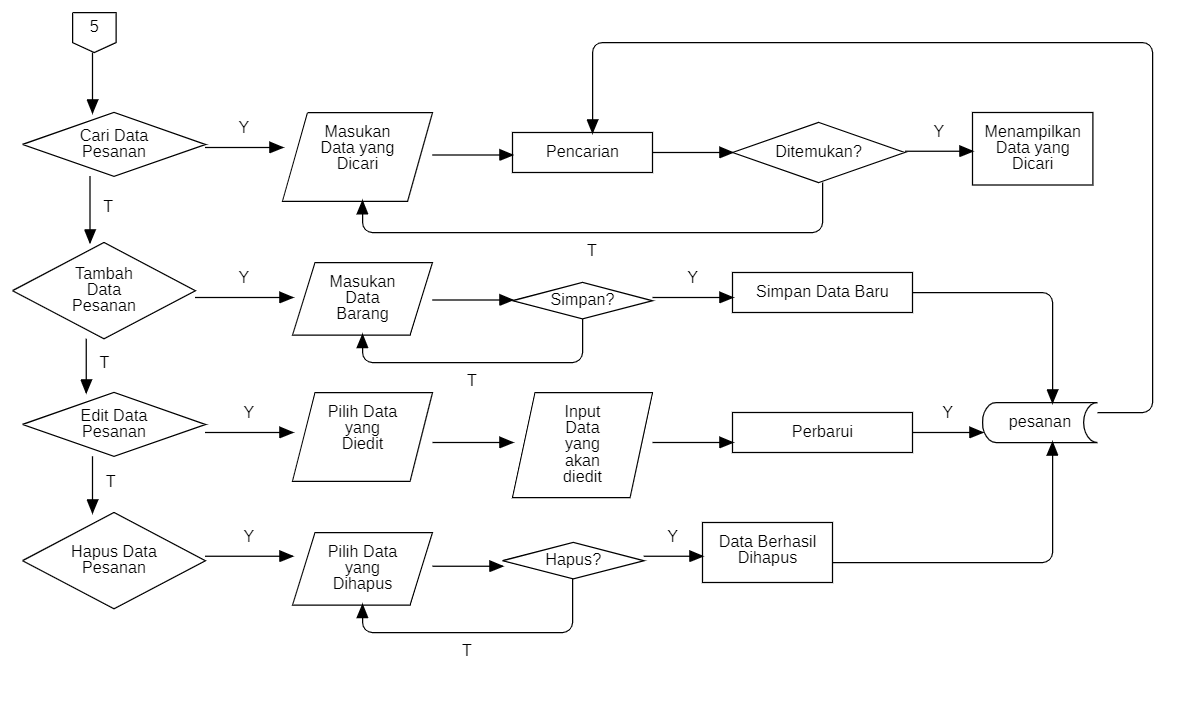 5
Cari Data
Pesanan
Y
Masukan
Data yang
Dicari
Pencarian
Ditemukan?
Y
Menampilkan
Data yang
Dicari
T
T
Tambah
Data
Pesanan
Y
Masukan
Data
Barang
Simpan?
Y
Simpan Data Baru
T
T
Edit Data
Pesanan
Y
Pilih Data
yang
Diedit
Input
Data
yang
akan
diedit
Perbarui
Y
pesanan
T
Hapus Data
Pesanan
Y
Pilih Data
yang
Dihapus
Hapus?
Y
Data Berhasil
Dihapus
T